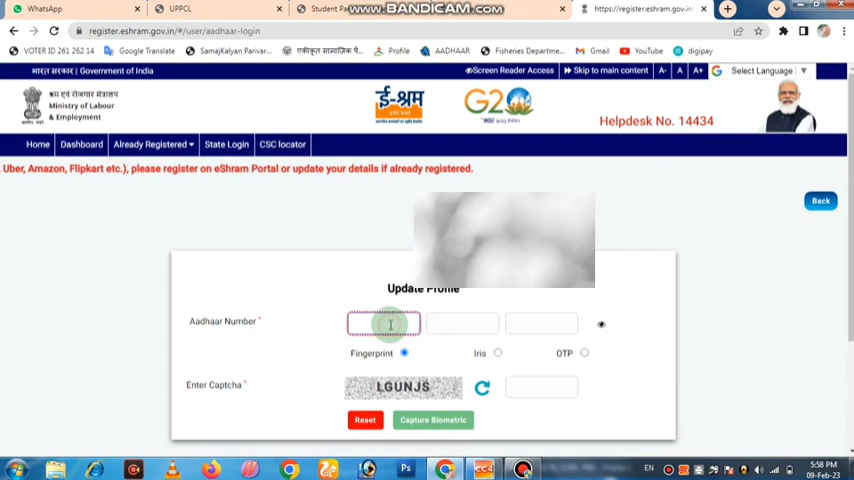 WhatsApp
UPPCL
Student Pa
www.BANDICAM.com
https://register.eshram.gov.in/
register.eshram.gov.in/#/user/aadhaar-login
VOTER ID 261 262 14
Google Translate
SamajKalyan Parivar...
एकीकृत सामाजिक पे...
Profile
AADHAAR
Fisheries Departme...
Gmail
YouTube
digipay
भारत सरकार | Government of India
Screen Reader Access
Skip to main content
A-
A
A+
Select Language
श्रम एवं रोजगार मंत्रालय
Ministry of Labour
& Employment
ई-श्रम
G20
Helpdesk No. 14434
Home
Dashboard
Already Registered
State Login
CSC locator
Uber, Amazon, Flipkart etc.), please register on eShram Portal or update your details if already registered.
Back
Update Profile
Aadhaar Number *
Fingerprint
Iris
OTP
Enter Captcha *
LGUNJS
Reset
Capture Biometric
CC4
Ps
EN
5:58 PM
09-Feb-23